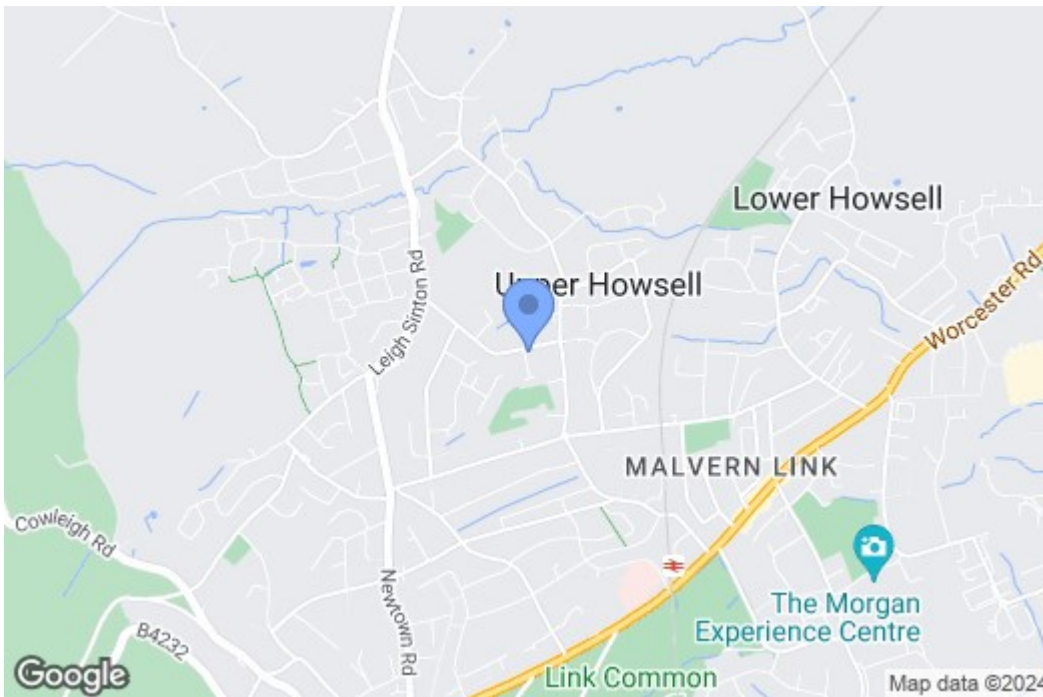 Lower Howsell
Upper Howsell
Leigh Sinton Rd
Worcester Rd
MALVERN LINK
Cowleigh Rd
Newtown Rd
B4232
The Morgan
Experience Centre
Link Common
Google
Map data ©2024